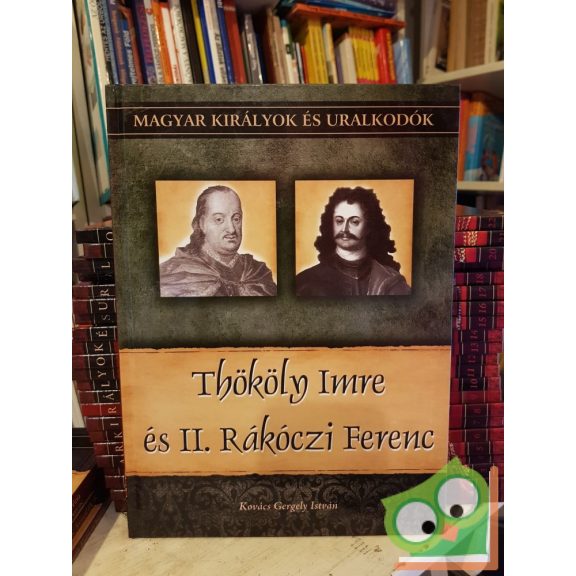 MAGYAR KIRÁLYOK ÉS URALKODÓK
Thököly Imre
és II. Rákóczi Ferenc
Kovács Gergely István